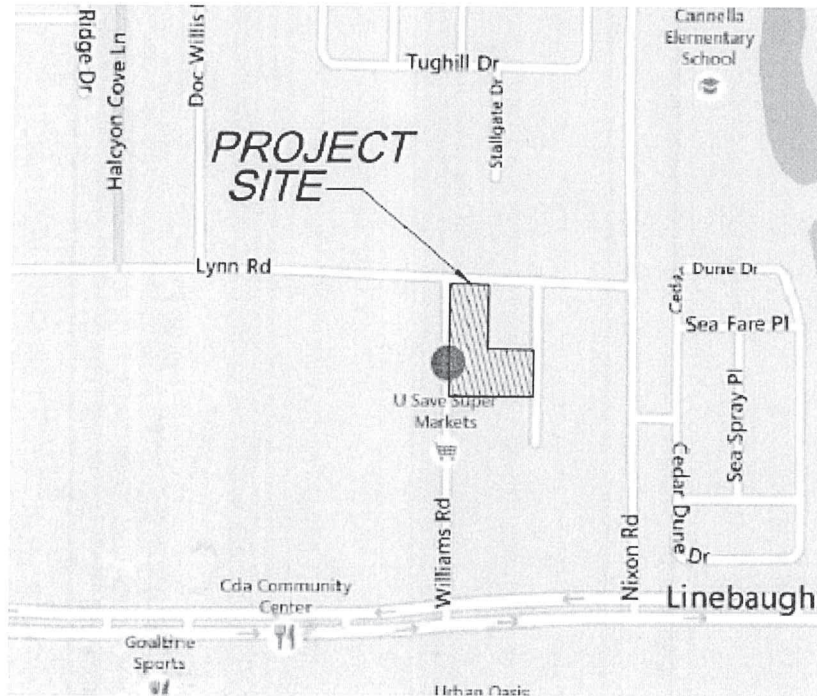 Ridge Dr
Halcyon Cove Ln
Doc Willis
Tughill Dr
Stallgate Dr
Cannella
Elementary
School
PROJECT
SITE
Lynn Rd
Cedar
Dune Dr
Sea Fare Pl
Sea Spray Pl
U Save Super
Markets
Williams Rd
Nixon Rd
Cedar Dune
Dr
Cda Community
Center
Linebaugh
Goaltine
Sports
Urban Oasis